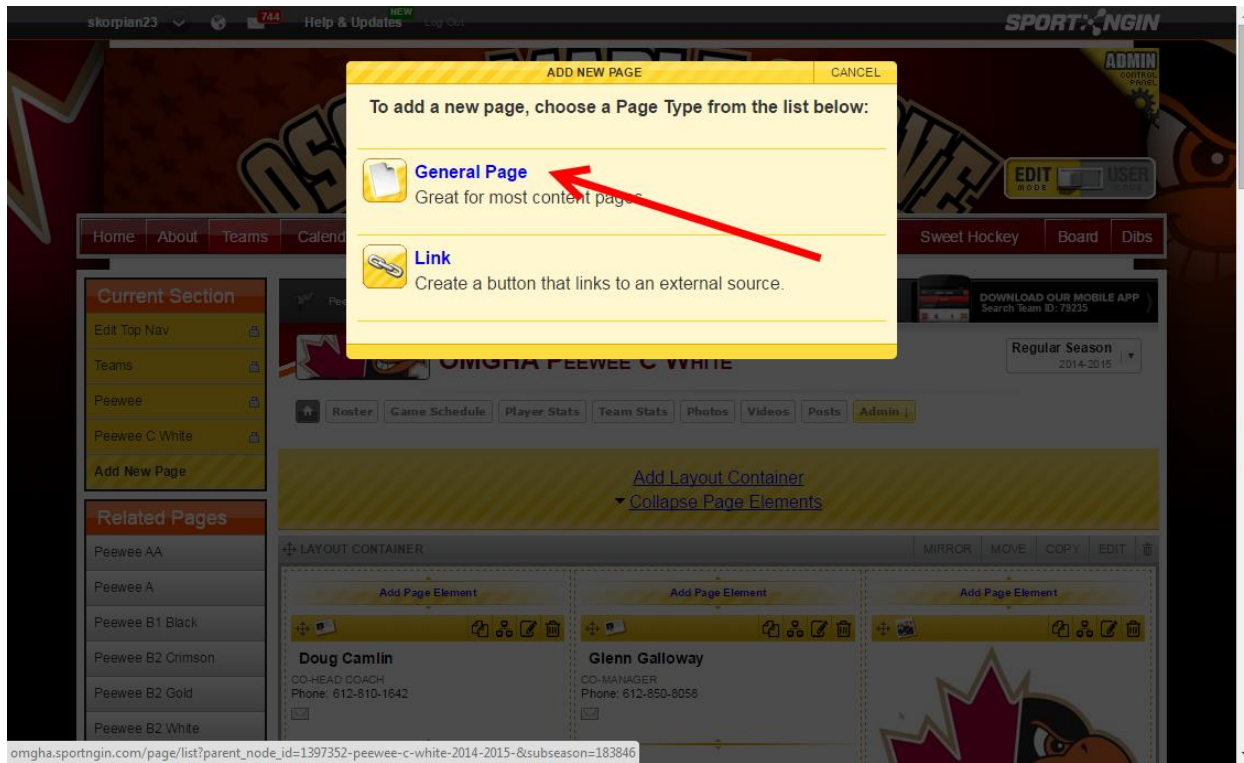 skorpian23 744 Help & Updates NEW Log Out SPORT NGIN
ADMIN
CONTROL
PANEL
ADD NEW PAGE CANCEL
To add a new page, choose a Page Type from the list below:
General Page
Great for most content pages.
Link
Create a button that links to an external source.
EDIT MODE USER
Home About Teams Calend Sweet Hockey Board Dibs
Current Section
Edit Top Nav
Teams
Peewee
Peewee C White
Add New Page
Related Pages
Peewee AA
Peewee A
Peewee B1 Black
Peewee B2 Crimson
Peewee B2 Gold
Peewee B2 White
Pee
DOWNLOAD OUR MOBILE APP
Search Team ID: 79235
OMGHA PEEWEE C WHITE
Regular Season
2014-2015
Roster Game Schedule Player Stats Team Stats Photos Videos Posts Admin ↓
Add Layout Container
Collapse Page Elements
LAYOUT CONTAINER MIRROR MOVE COPY EDIT
Add Page Element Add Page Element Add Page Element
Doug Camlin
CO-HEAD COACH
Phone: 612-810-1642
Glenn Galloway
CO-MANAGER
Phone: 612-850-8058
omgha.sportngin.com/page/list?parent_node_id=1397352-peewee-c-white-2014-2015-&subseason=183846